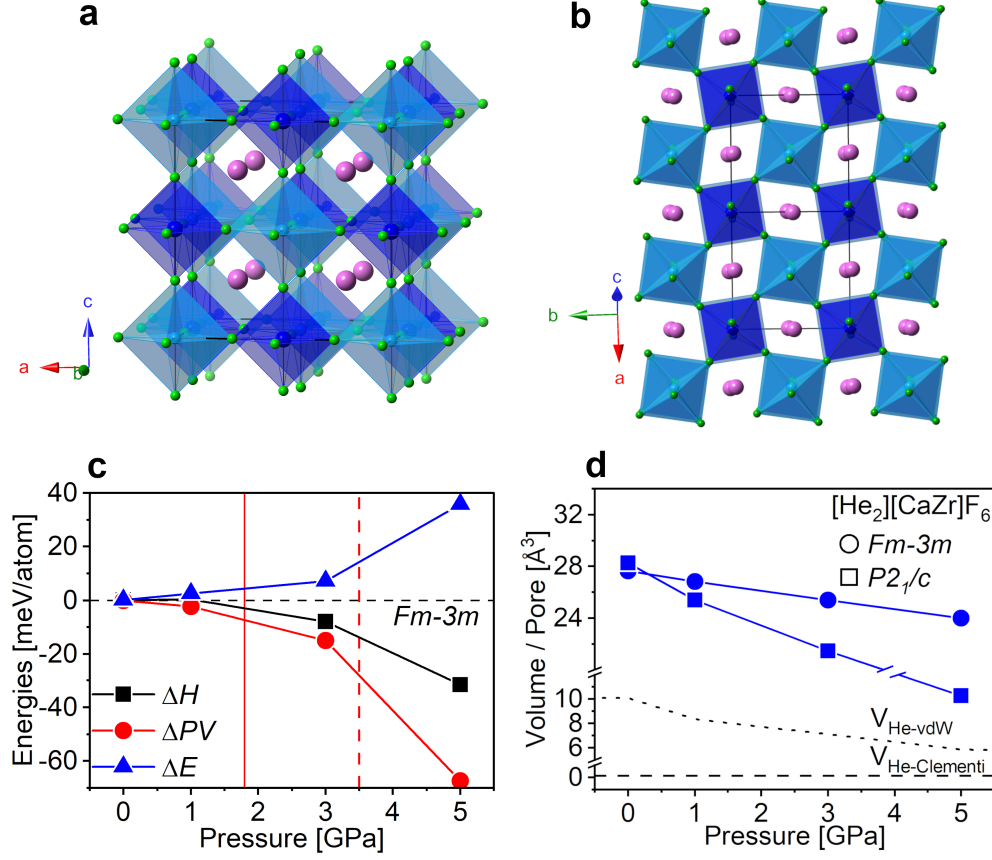 a
b
c
a
b
c
b
a
c
40
20
0
-20
-40
-60
Energies [meV/atom]
Fm-3m
ΔH
ΔPV
ΔE
0
1
2
3
4
5
Pressure [GPa]
d
32
28
24
10
8
6
0
Volume / Pore [Å³]
[He₂][CaZr]F₆
Fm-3m
P2₁/c
V_He-vdW
V_He-Clementi
0
1
2
3
4
5
Pressure [GPa]